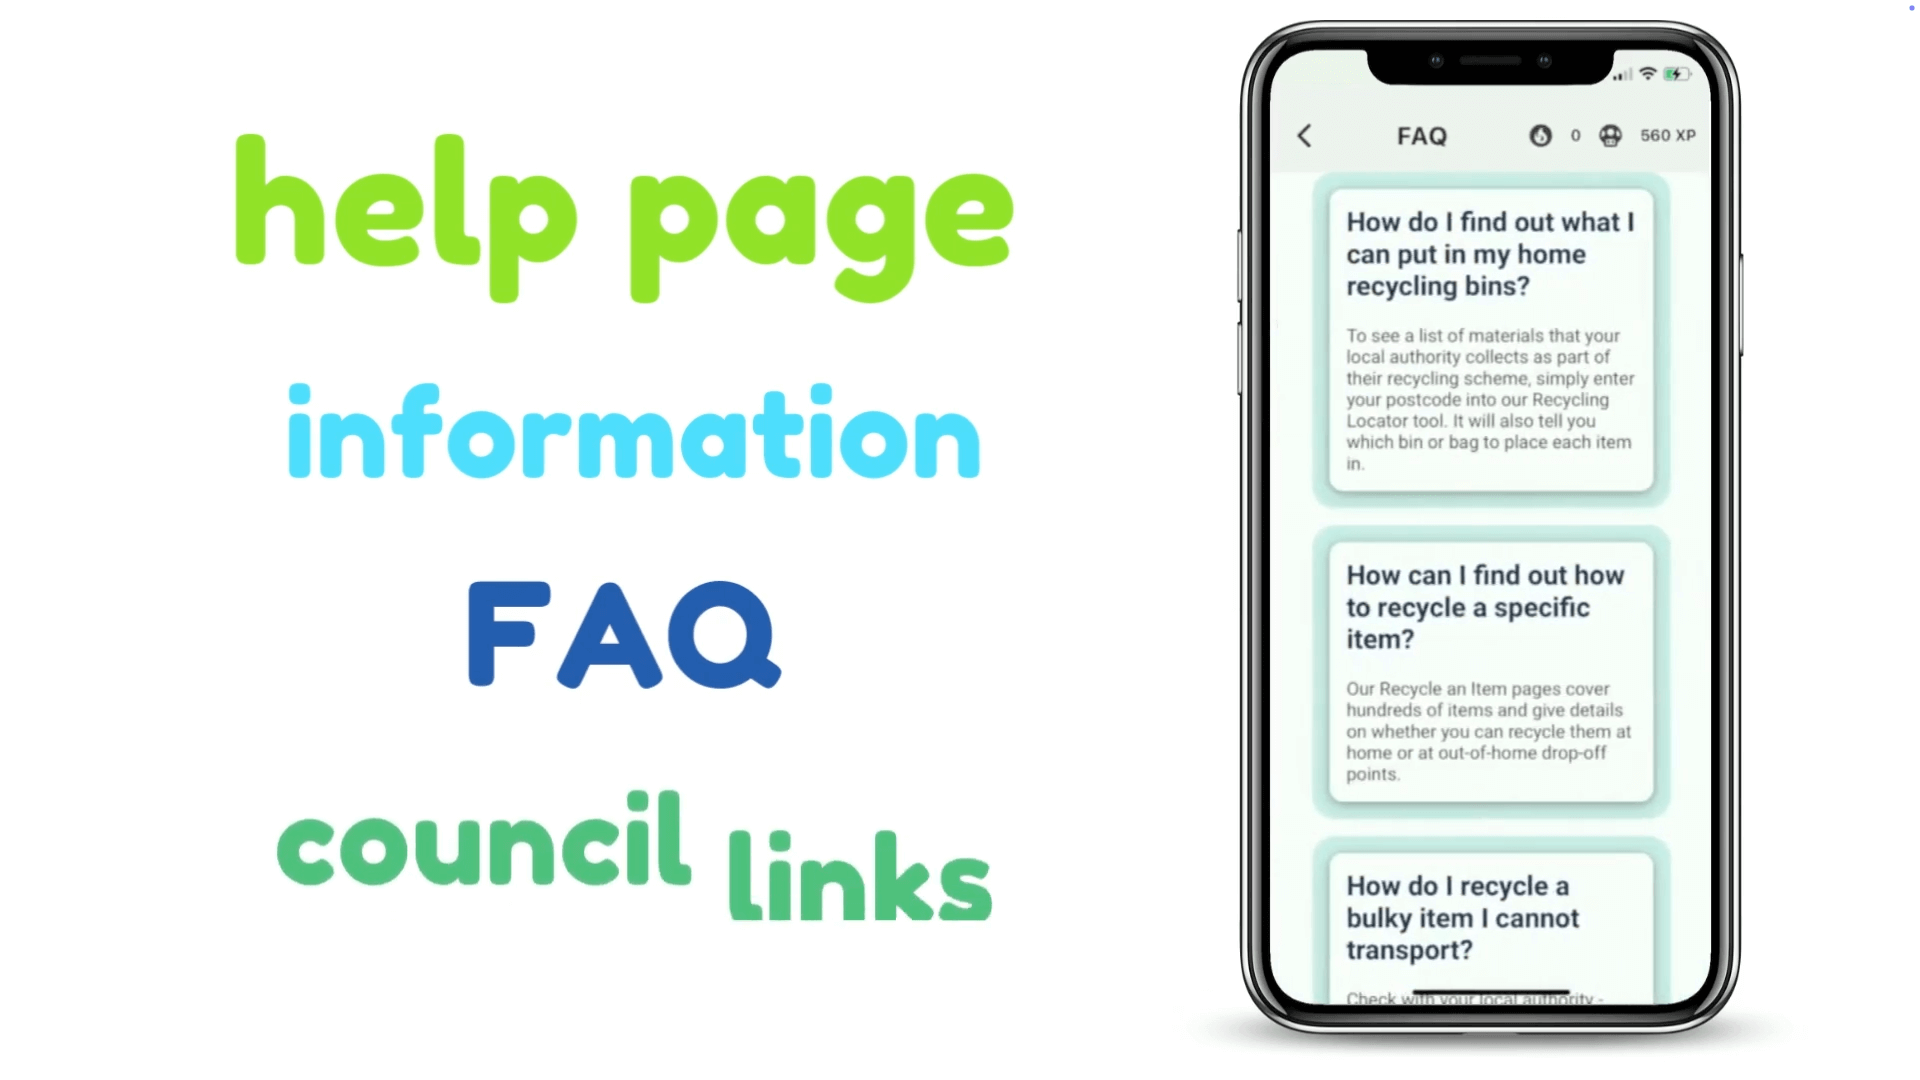 help page
information
FAQ
council links
FAQ 0 560 XP
How do I find out what I
can put in my home
recycling bins?
To see a list of materials that your
local authority collects as part of
their recycling scheme, simply enter
your postcode into our Recycling
Locator tool. It will also tell you
which bin or bag to place each item
in.
How can I find out how
to recycle a specific
item?
Our Recycle an Item pages cover
hundreds of items and give details
on whether you can recycle them at
home or at out-of-home drop-off
points.
How do I recycle a
bulky item I cannot
transport?
Check with your local authority -